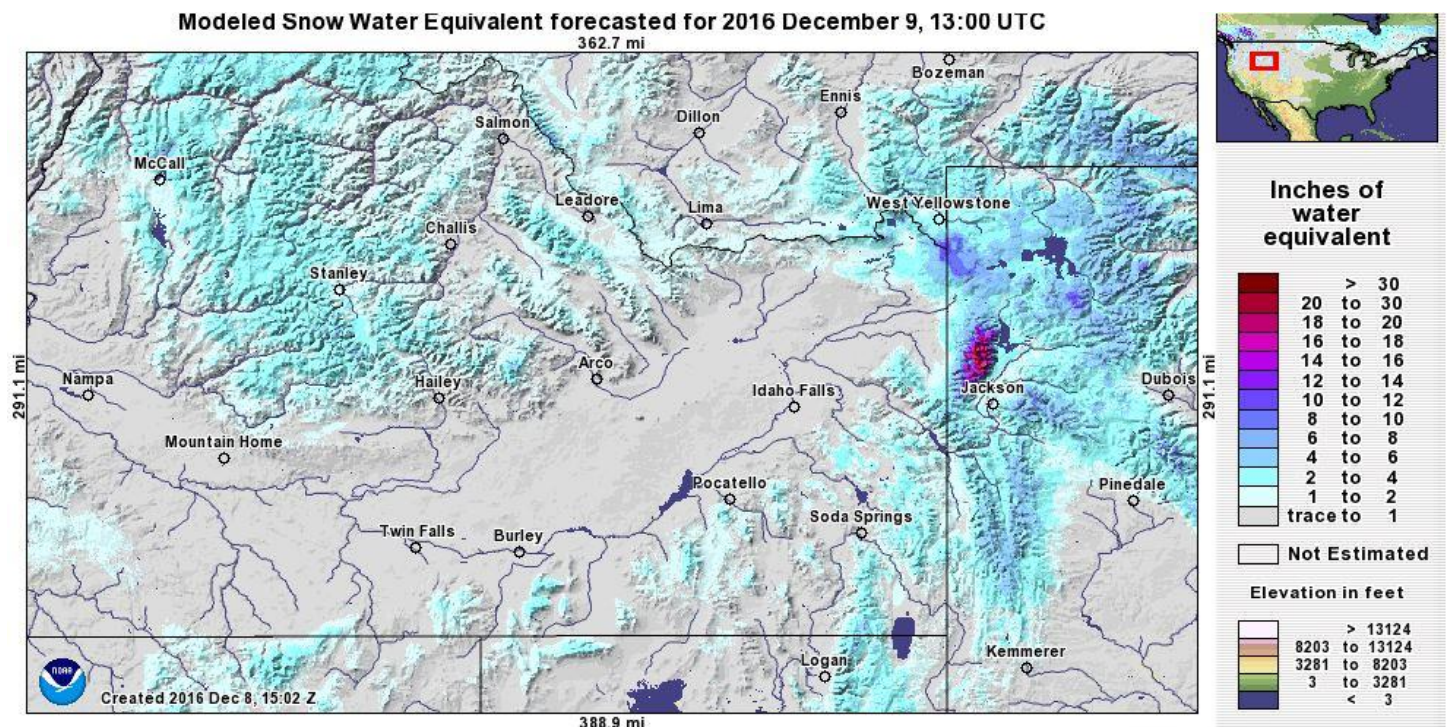 Modeled Snow Water Equivalent forecasted for 2016 December 9, 13:00 UTC
362.7 mi
Bozeman
Ennis
Dillon
Salmon
McCall
Leadore
Lima
West Yellowstone
Challis
Stanley
291.1 mi
Nampa
Hailey
Arco
Idaho Falls
Jackson
Dubois
291.1 mi
Mountain Home
Pocatello
Pinedale
Soda Springs
Twin Falls
Burley
Logan
Kemmerer
NOAA
Created 2016 Dec 8, 15:02 Z
388.9 mi
Inches of
water
equivalent
> 30
20 to 30
18 to 20
16 to 18
14 to 16
12 to 14
10 to 12
8 to 10
6 to 8
4 to 6
2 to 4
1 to 2
trace to 1
Not Estimated
Elevation in feet
> 13124
8203 to 13124
3281 to 8203
3 to 3281
< 3